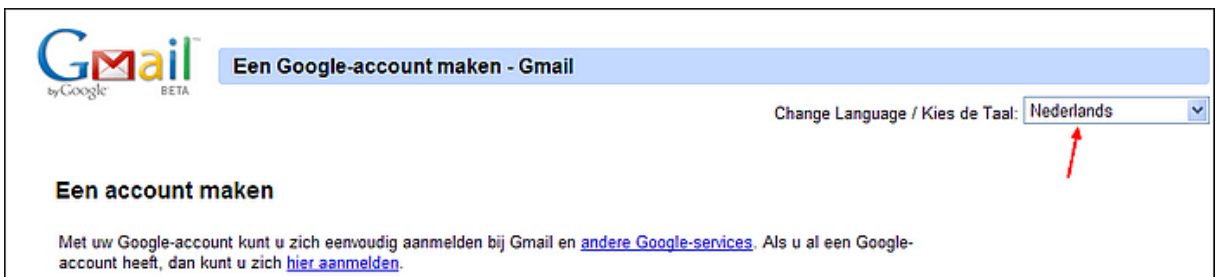 Gmail
by Google BETA
Een Google-account maken - Gmail
Change Language / Kies de Taal: Nederlands
Een account maken
Met uw Google-account kunt u zich eenvoudig aanmelden bij Gmail en andere Google-services. Als u al een Google-
account heeft, dan kunt u zich hier aanmelden.